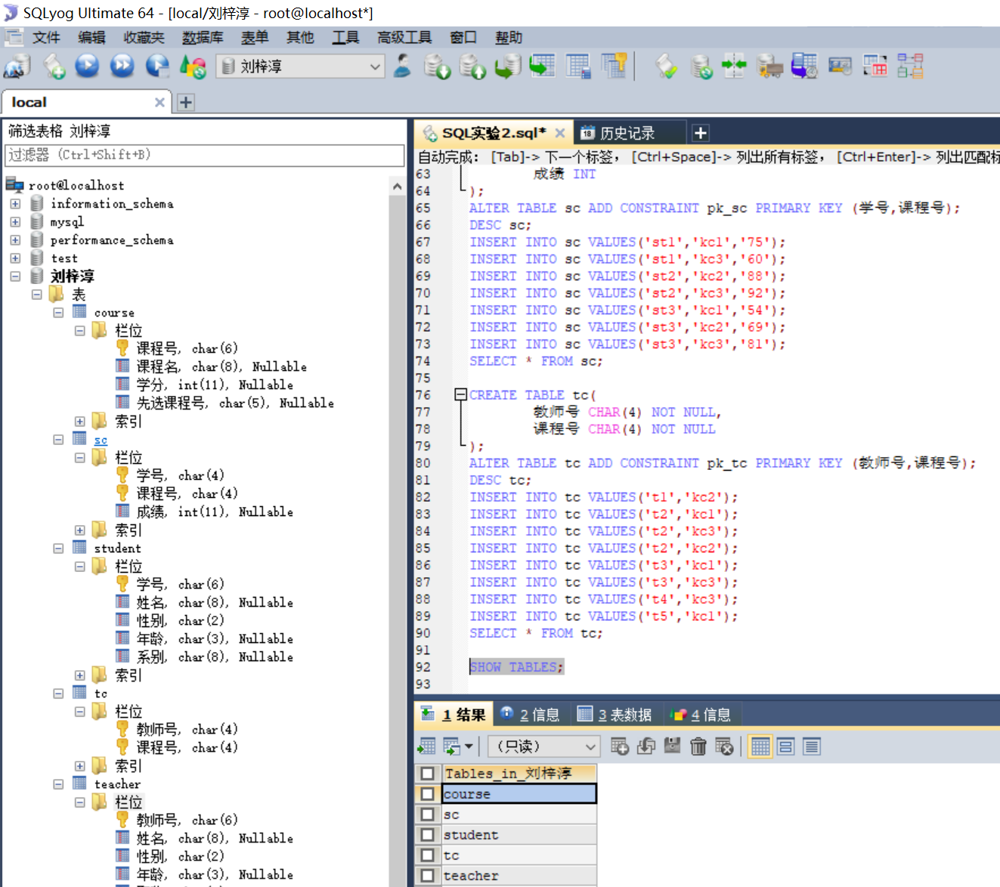 SQLyog Ultimate 64 - [local/刘梓淳 - root@localhost*]
文件 编辑 收藏夹 数据库 表单 其他 工具 高级工具 窗口 帮助
刘梓淳
local
筛选表格 刘梓淳
过滤器 (Ctrl+Shift+B)
root@localhost
information_schema
mysql
performance_schema
test
刘梓淳
表
course
栏位
课程号, char(6)
课程名, char(8), Nullable
学分, int(11), Nullable
先选课程号, char(5), Nullable
索引
sc
栏位
学号, char(4)
课程号, char(4)
成绩, int(11), Nullable
索引
student
栏位
学号, char(6)
姓名, char(8), Nullable
性别, char(2)
年龄, char(3), Nullable
系别, char(8), Nullable
索引
tc
栏位
教师号, char(4)
课程号, char(4)
索引
teacher
栏位
教师号, char(6)
姓名, char(8), Nullable
性别, char(2)
年龄, char(3), Nullable
SQL实验2.sql* 18 历史记录
自动完成: [Tab]-> 下一个标签, [Ctrl+Space]-> 列出所有标签, [Ctrl+Enter]-> 列出匹配标
63 成绩 INT
64 );
65 ALTER TABLE sc ADD CONSTRAINT pk_sc PRIMARY KEY (学号,课程号);
66 DESC sc;
67 INSERT INTO sc VALUES('st1','kc1','75');
68 INSERT INTO sc VALUES('st1','kc3','60');
69 INSERT INTO sc VALUES('st2','kc2','88');
70 INSERT INTO sc VALUES('st2','kc3','92');
71 INSERT INTO sc VALUES('st3','kc1','54');
72 INSERT INTO sc VALUES('st3','kc2','69');
73 INSERT INTO sc VALUES('st3','kc3','81');
74 SELECT * FROM sc;
75
76 CREATE TABLE tc(
77 教师号 CHAR(4) NOT NULL,
78 课程号 CHAR(4) NOT NULL
79 );
80 ALTER TABLE tc ADD CONSTRAINT pk_tc PRIMARY KEY (教师号,课程号);
81 DESC tc;
82 INSERT INTO tc VALUES('t1','kc2');
83 INSERT INTO tc VALUES('t2','kc1');
84 INSERT INTO tc VALUES('t2','kc3');
85 INSERT INTO tc VALUES('t2','kc2');
86 INSERT INTO tc VALUES('t3','kc1');
87 INSERT INTO tc VALUES('t3','kc3');
88 INSERT INTO tc VALUES('t4','kc3');
89 INSERT INTO tc VALUES('t5','kc1');
90 SELECT * FROM tc;
91
92 SHOW TABLES;
93
1 结果 2 信息 3 表数据 4 信息
(只读)
Tables_in_刘梓淳
course
sc
student
tc
teacher